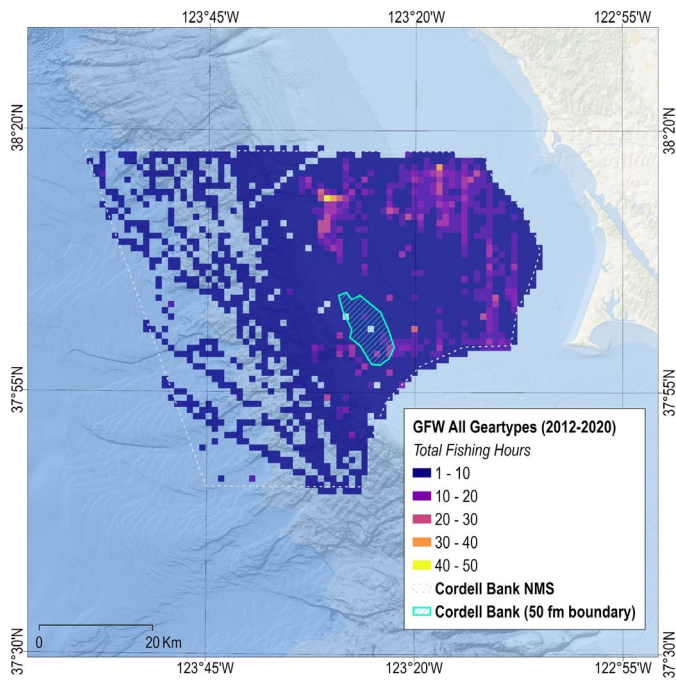 123°45'W 123°20'W 122°55'W
38°20'N 38°20'N
37°55'N 37°55'N
GFW All Geartypes (2012-2020)
Total Fishing Hours
1 - 10
10 - 20
20 - 30
30 - 40
40 - 50
Cordell Bank NMS
Cordell Bank (50 fm boundary)
0 20 Km
37°30'N 37°30'N
123°45'W 123°20'W 122°55'W